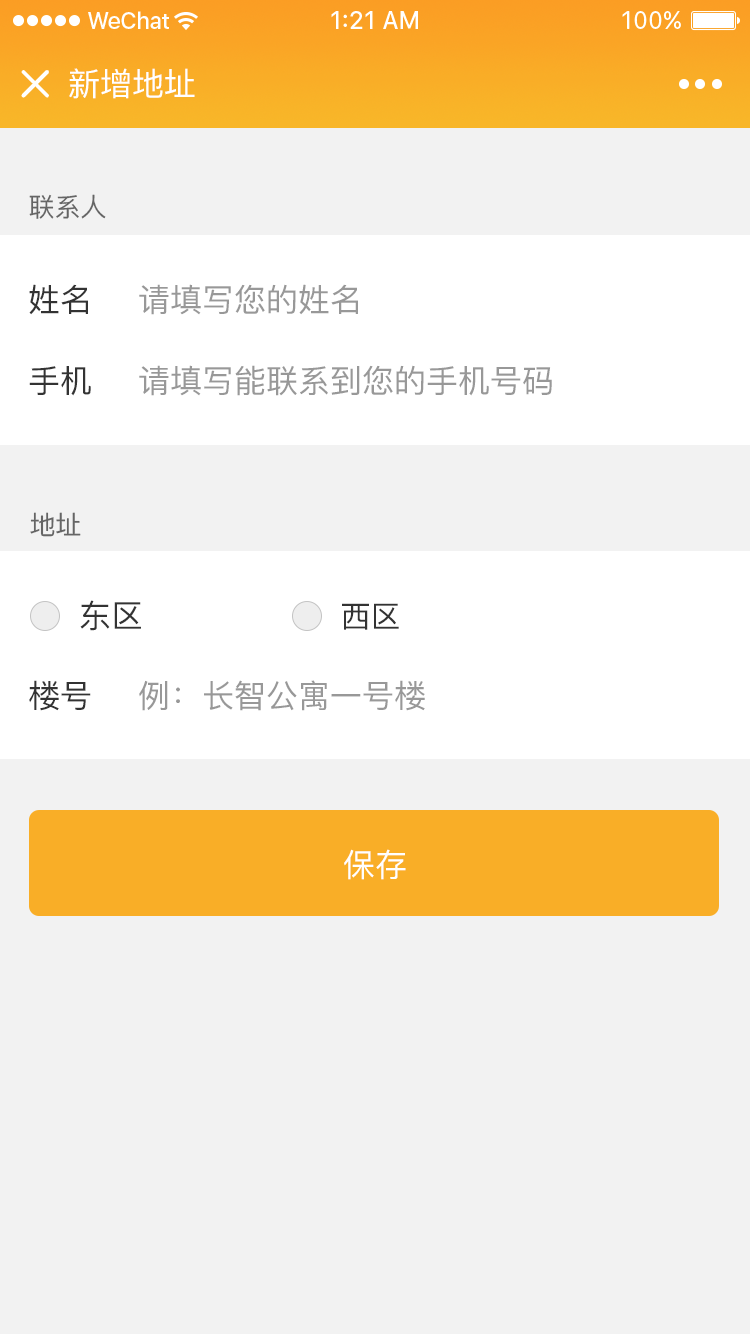 WeChat 1:21 AM 100%
新增地址
联系人
姓名 请填写您的姓名
手机 请填写能联系到您的手机号码
地址
东区 西区
楼号 例：长智公寓一号楼
保存